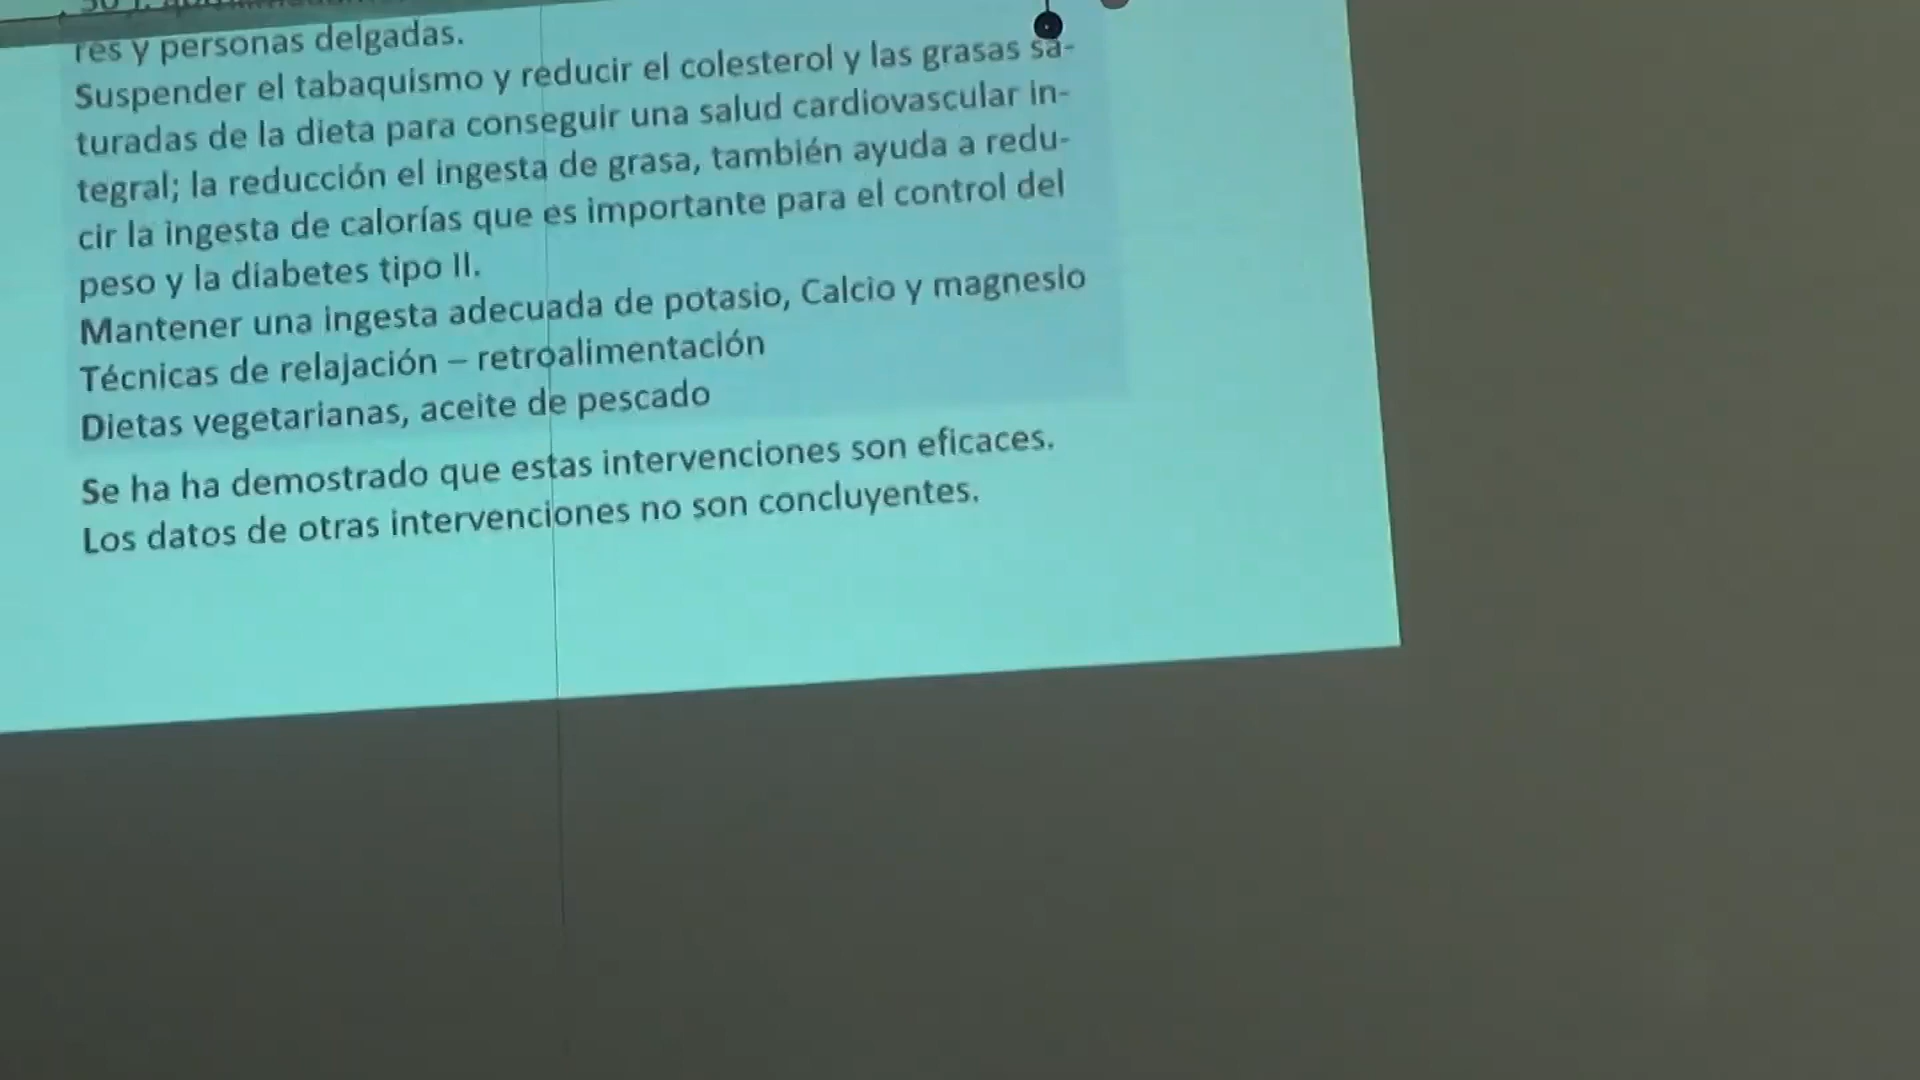 res y personas delgadas.
Suspender el tabaquismo y reducir el colesterol y las grasas sa-
turadas de la dieta para conseguir una salud cardiovascular in-
tegral; la reducción el ingesta de grasa, también ayuda a redu-
cir la ingesta de calorías que es importante para el control del
peso y la diabetes tipo II.
Mantener una ingesta adecuada de potasio, Calcio y magnesio
Técnicas de relajación – retroalimentación
Dietas vegetarianas, aceite de pescado
Se ha ha demostrado que estas intervenciones son eficaces.
Los datos de otras intervenciones no son concluyentes.